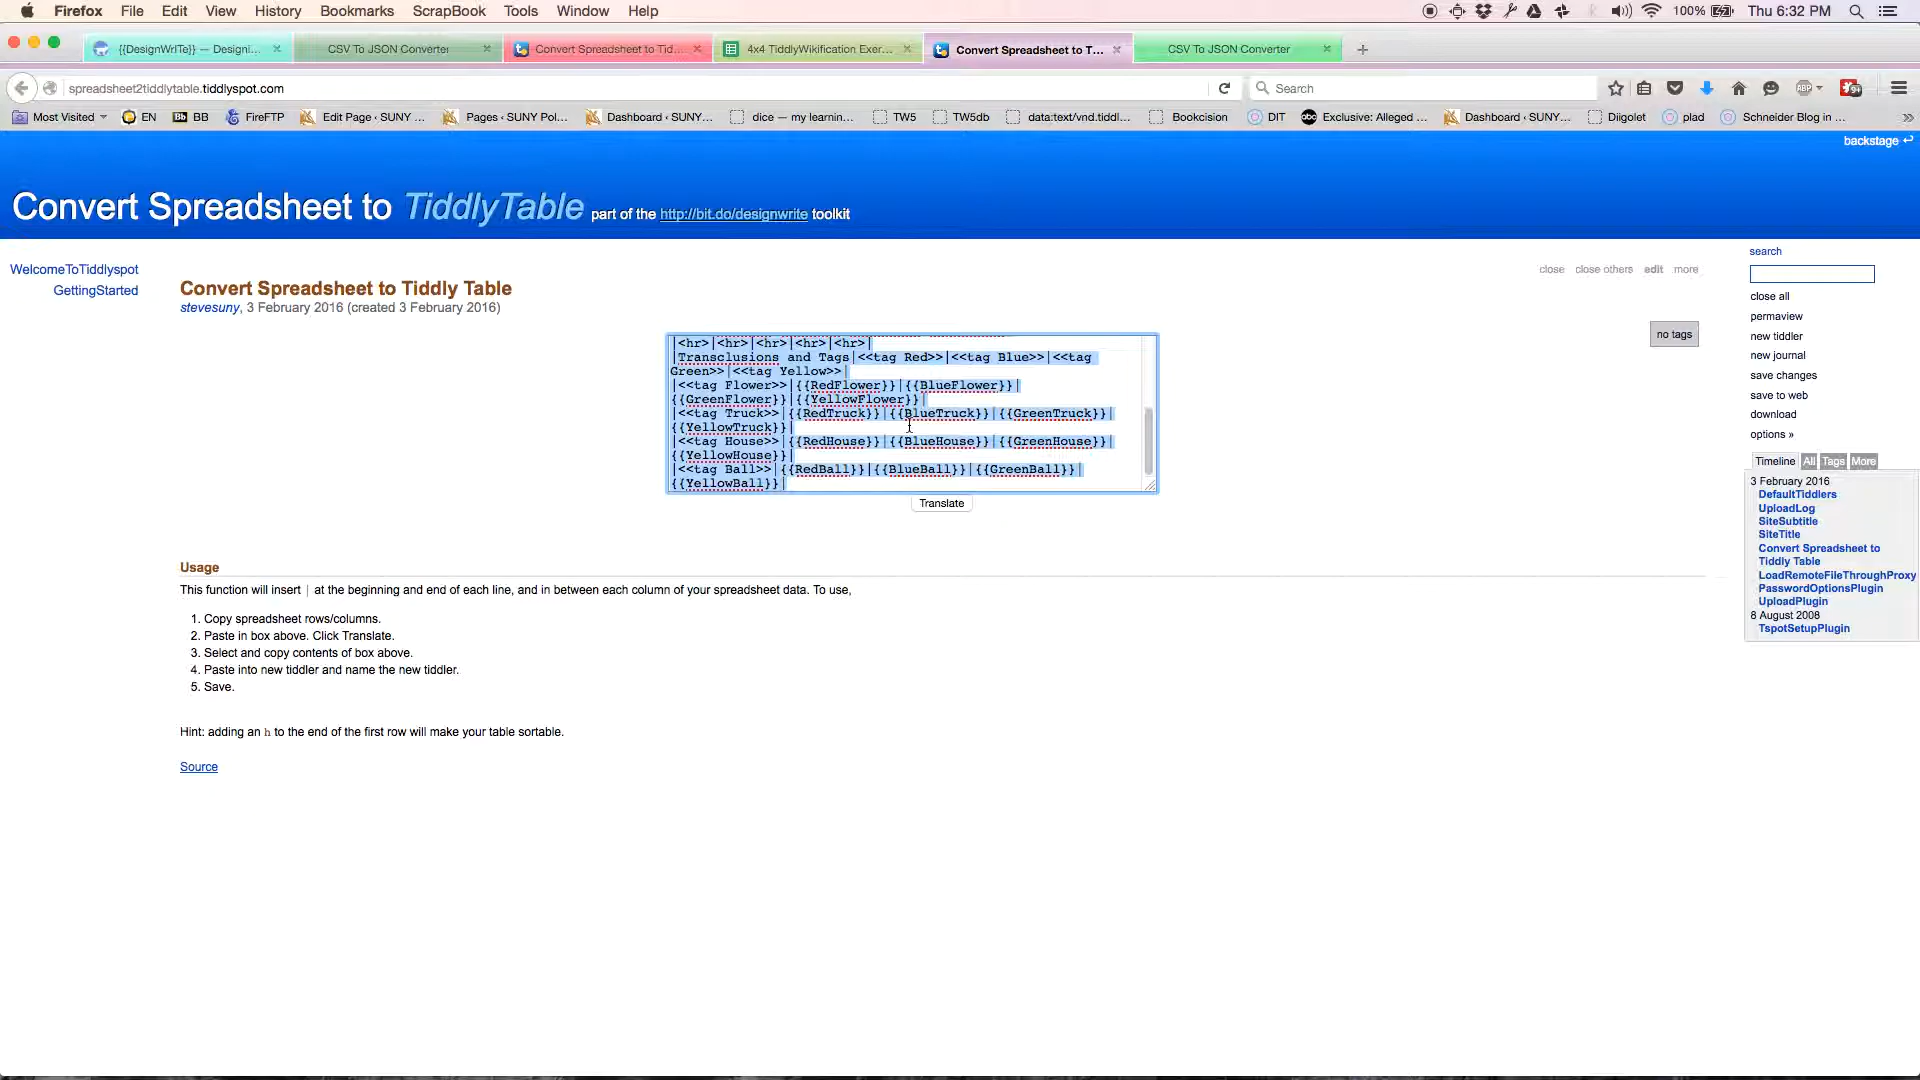 Firefox File Edit View History Bookmarks ScrapBook Tools Window Help 100% Thu 6:32 PM
{{DesignWrITe}} — Designi... CSV To JSON Converter Convert Spreadsheet to Tid... 4x4 TiddlyWikification Exer... Convert Spreadsheet to T... CSV To JSON Converter
spreadsheet2tiddlytable.tiddlyspot.com Search ABP 9+
Most Visited EN Bb BB FireFTP Edit Page ‹ SUNY ... Pages ‹ SUNY Pol... Dashboard ‹ SUNY... dice — my learnin... TW5 TW5db data:text/vnd.tiddl... Bookcision DIT abc Exclusive: Alleged ... Dashboard ‹ SUNY... Diigolet plad Schneider Blog in ... »
backstage
Convert Spreadsheet to TiddlyTable part of the http://bit.do/designwrite toolkit
WelcomeToTiddlyspot
GettingStarted
close close others edit more
Convert Spreadsheet to Tiddly Table
stevesuny, 3 February 2016 (created 3 February 2016)
no tags
|<hr>|<hr>|<hr>|<hr>|<hr>|
|Transclusions and Tags|<<tag Red>>|<<tag Blue>>|<<tag
Green>>|<<tag Yellow>>|
|<<tag Flower>>|{{RedFlower}}|{{BlueFlower}}|
{{GreenFlower}}|{{YellowFlower}}|
|<<tag Truck>>|{{RedTruck}}|{{BlueTruck}}|{{GreenTruck}}|
{{YellowTruck}}|
|<<tag House>>|{{RedHouse}}|{{BlueHouse}}|{{GreenHouse}}|
{{YellowHouse}}|
|<<tag Ball>>|{{RedBall}}|{{BlueBall}}|{{GreenBall}}|
{{YellowBall}}|
Translate
Usage
This function will insert | at the beginning and end of each line, and in between each column of your spreadsheet data. To use,
1. Copy spreadsheet rows/columns.
2. Paste in box above. Click Translate.
3. Select and copy contents of box above.
4. Paste into new tiddler and name the new tiddler.
5. Save.
Hint: adding an h to the end of the first row will make your table sortable.
Source
search
close all
permaview
new tiddler
new journal
save changes
save to web
download
options »
Timeline All Tags More
3 February 2016
DefaultTiddlers
UploadLog
SiteSubtitle
SiteTitle
Convert Spreadsheet to
Tiddly Table
LoadRemoteFileThroughProxy
PasswordOptionsPlugin
UploadPlugin
8 August 2008
TspotSetupPlugin